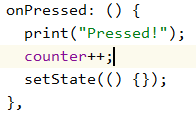 onPressed: () {
  print("Pressed!");
  counter++;
  setState(() {});
},